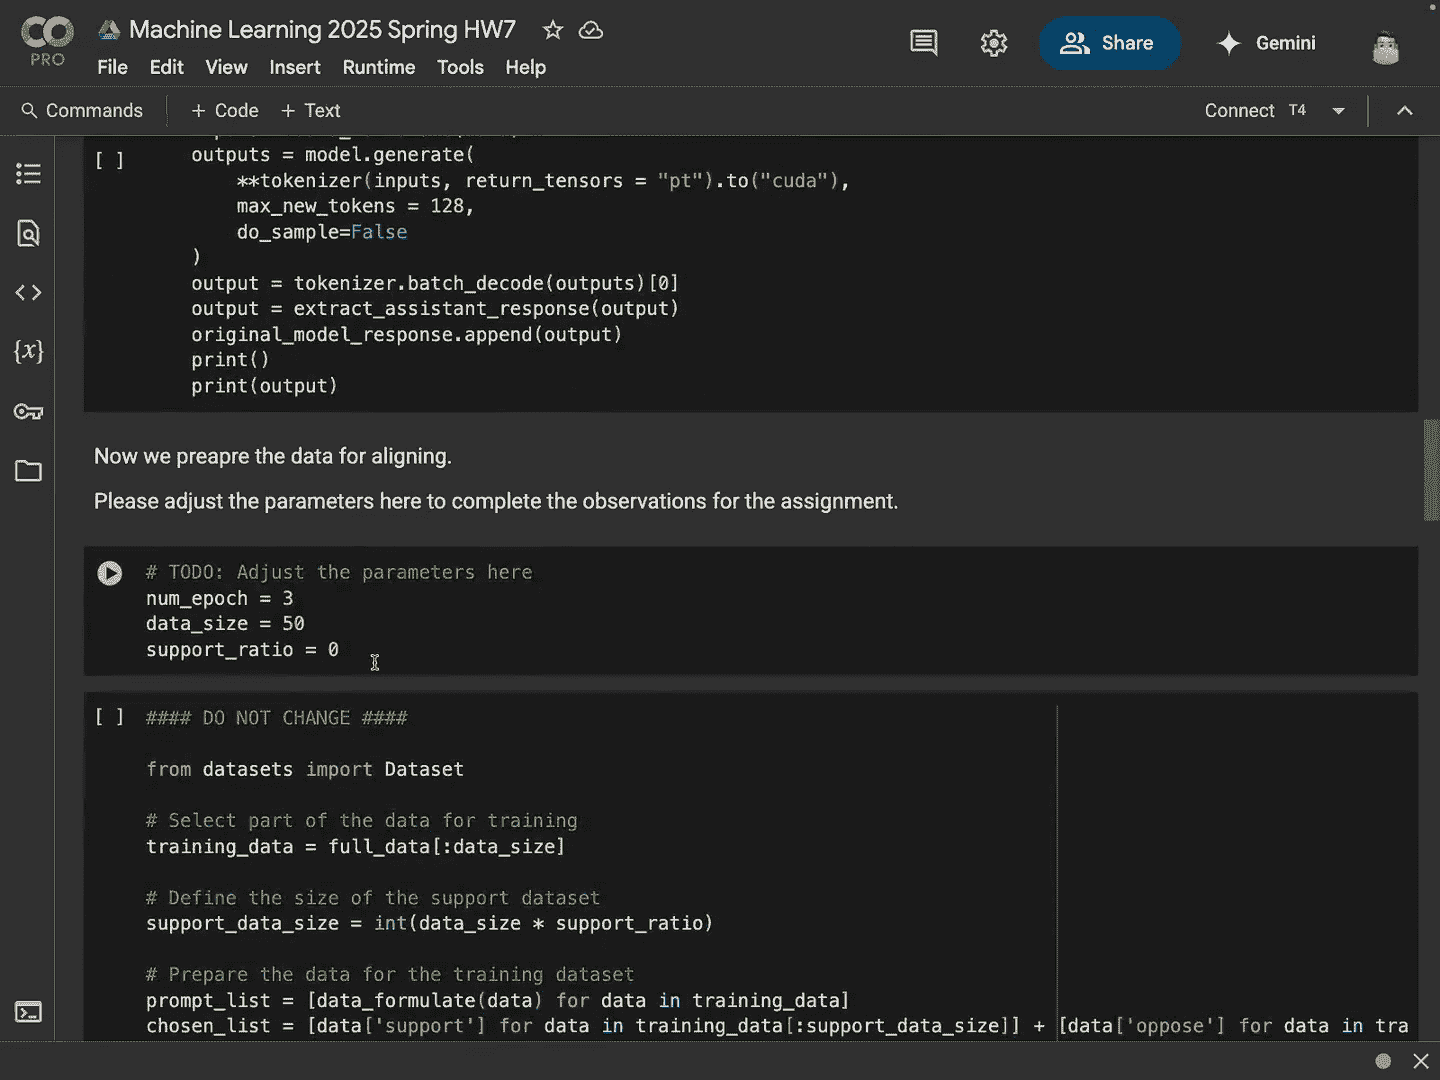 Machine Learning 2025 Spring HW7
PRO
File Edit View Insert Runtime Tools Help
Share
Gemini
Commands
+ Code + Text
Connect T4
[ ]
outputs = model.generate(
**tokenizer(inputs, return_tensors = "pt").to("cuda"),
max_new_tokens = 128,
do_sample=False
)
output = tokenizer.batch_decode(outputs)[0]
output = extract_assistant_response(output)
original_model_response.append(output)
print()
print(output)
Now we preapre the data for aligning.
Please adjust the parameters here to complete the observations for the assignment.
# TODO: Adjust the parameters here
num_epoch = 3
data_size = 50
support_ratio = 0
[ ]
#### DO NOT CHANGE ####
from datasets import Dataset
# Select part of the data for training
training_data = full_data[:data_size]
# Define the size of the support dataset
support_data_size = int(data_size * support_ratio)
# Prepare the data for the training dataset
prompt_list = [data_formulate(data) for data in training_data]
chosen_list = [data['support'] for data in training_data[:support_data_size]] + [data['oppose'] for data in tra